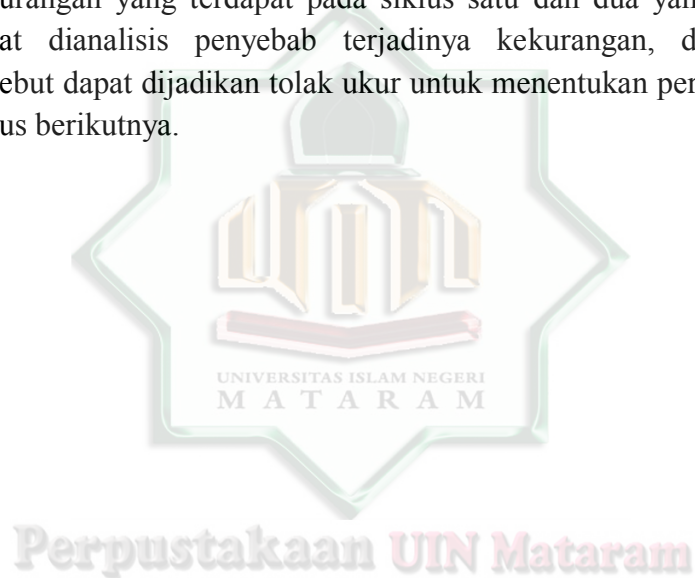 urangan yang terdapat pada siklus satu dan dua yan
at dianalisis penyebab terjadinya kekurangan, d
ebut dapat dijadikan tolak ukur untuk menentukan per
us berikutnya.
UNIVERSITAS ISLAM NEGERI
MATARAM
Perpustakaan UIN Mataram